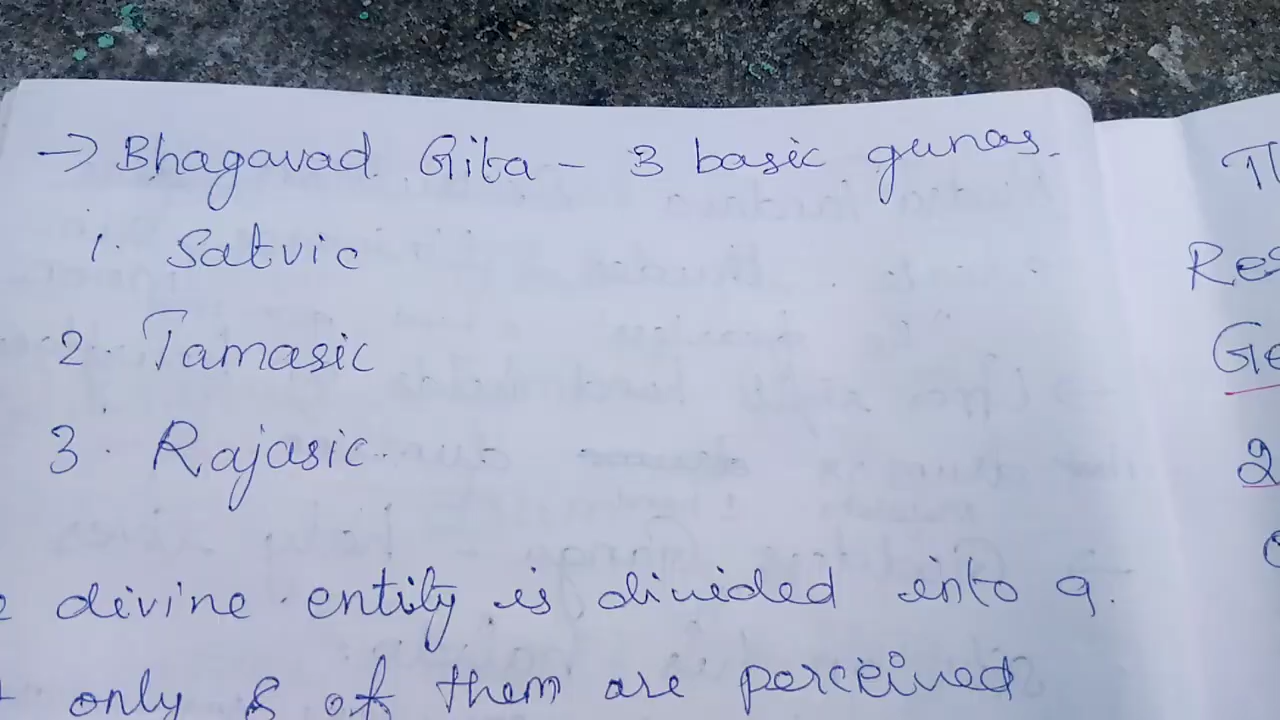 → Bhagavad Gita - 3 basic gunas.
1. Satvic
2. Tamasic
3. Rajasic
divine entity is divided into 9.
only 8 of them are perceived
2